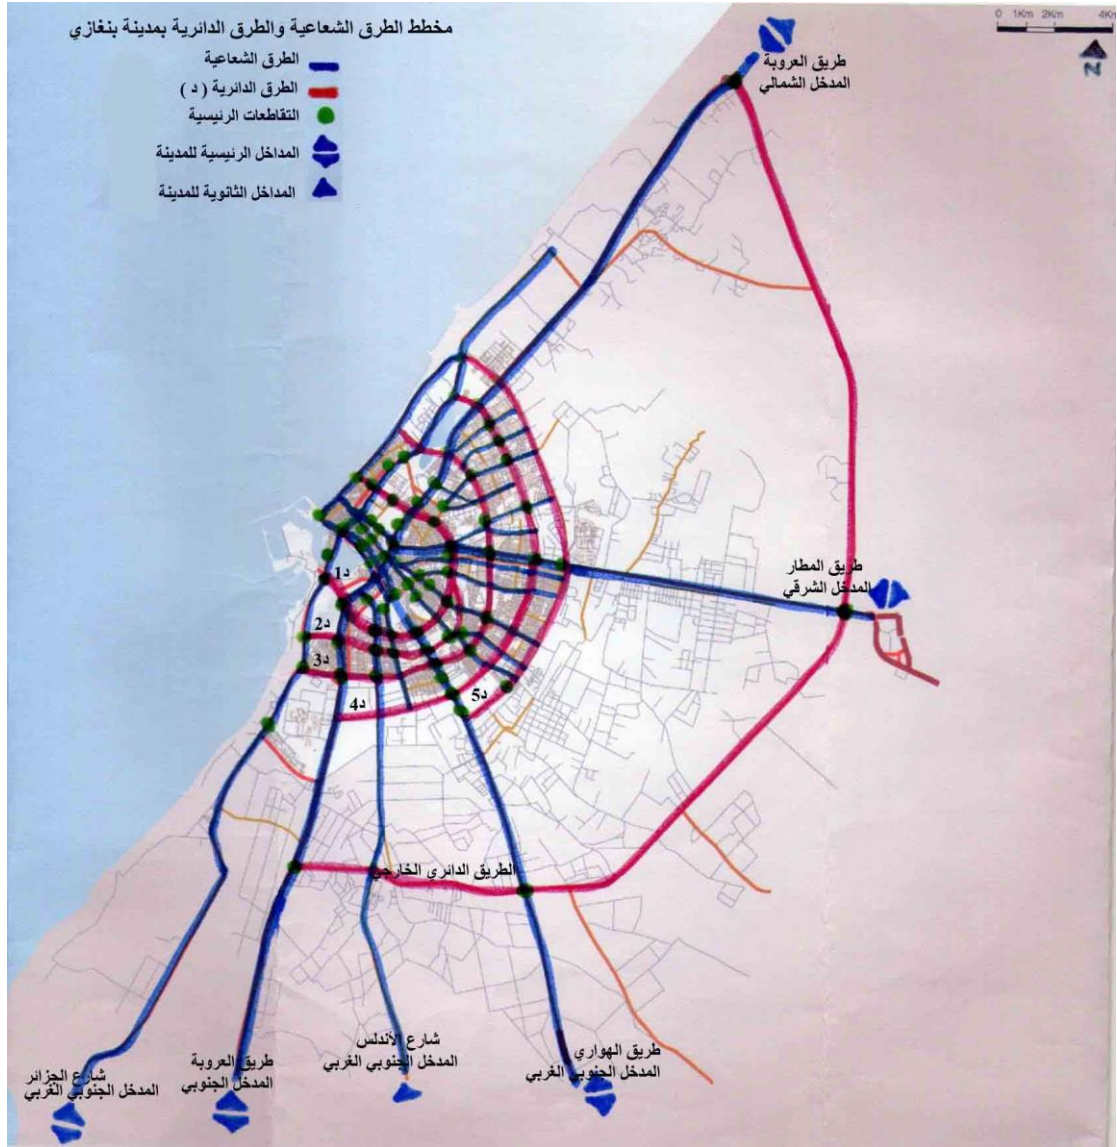 مخطط الطرق الشعاعية والطرق الدائرية بمدينة بنغازي
الطرق الشعاعية
الطرق الدائرية ( د )
التقاطعات الرئيسية
المداخل الرئيسية للمدينة
المداخل الثانوية للمدينة
0 1Km 2Km 4Km
N
طريق العروبة
المدخل الشمالي
طريق المطار
المدخل الشرقي
د1
د2
د3
د4
د5
الطريق الدائري الخارجي
شارع الأندلس
المدخل الجنوبي الغربي
طريق الهواري
المدخل الجنوبي الغربي
طريق العروبة
المدخل الجنوبي
شارع الجزائر
المدخل الجنوبي الغربي